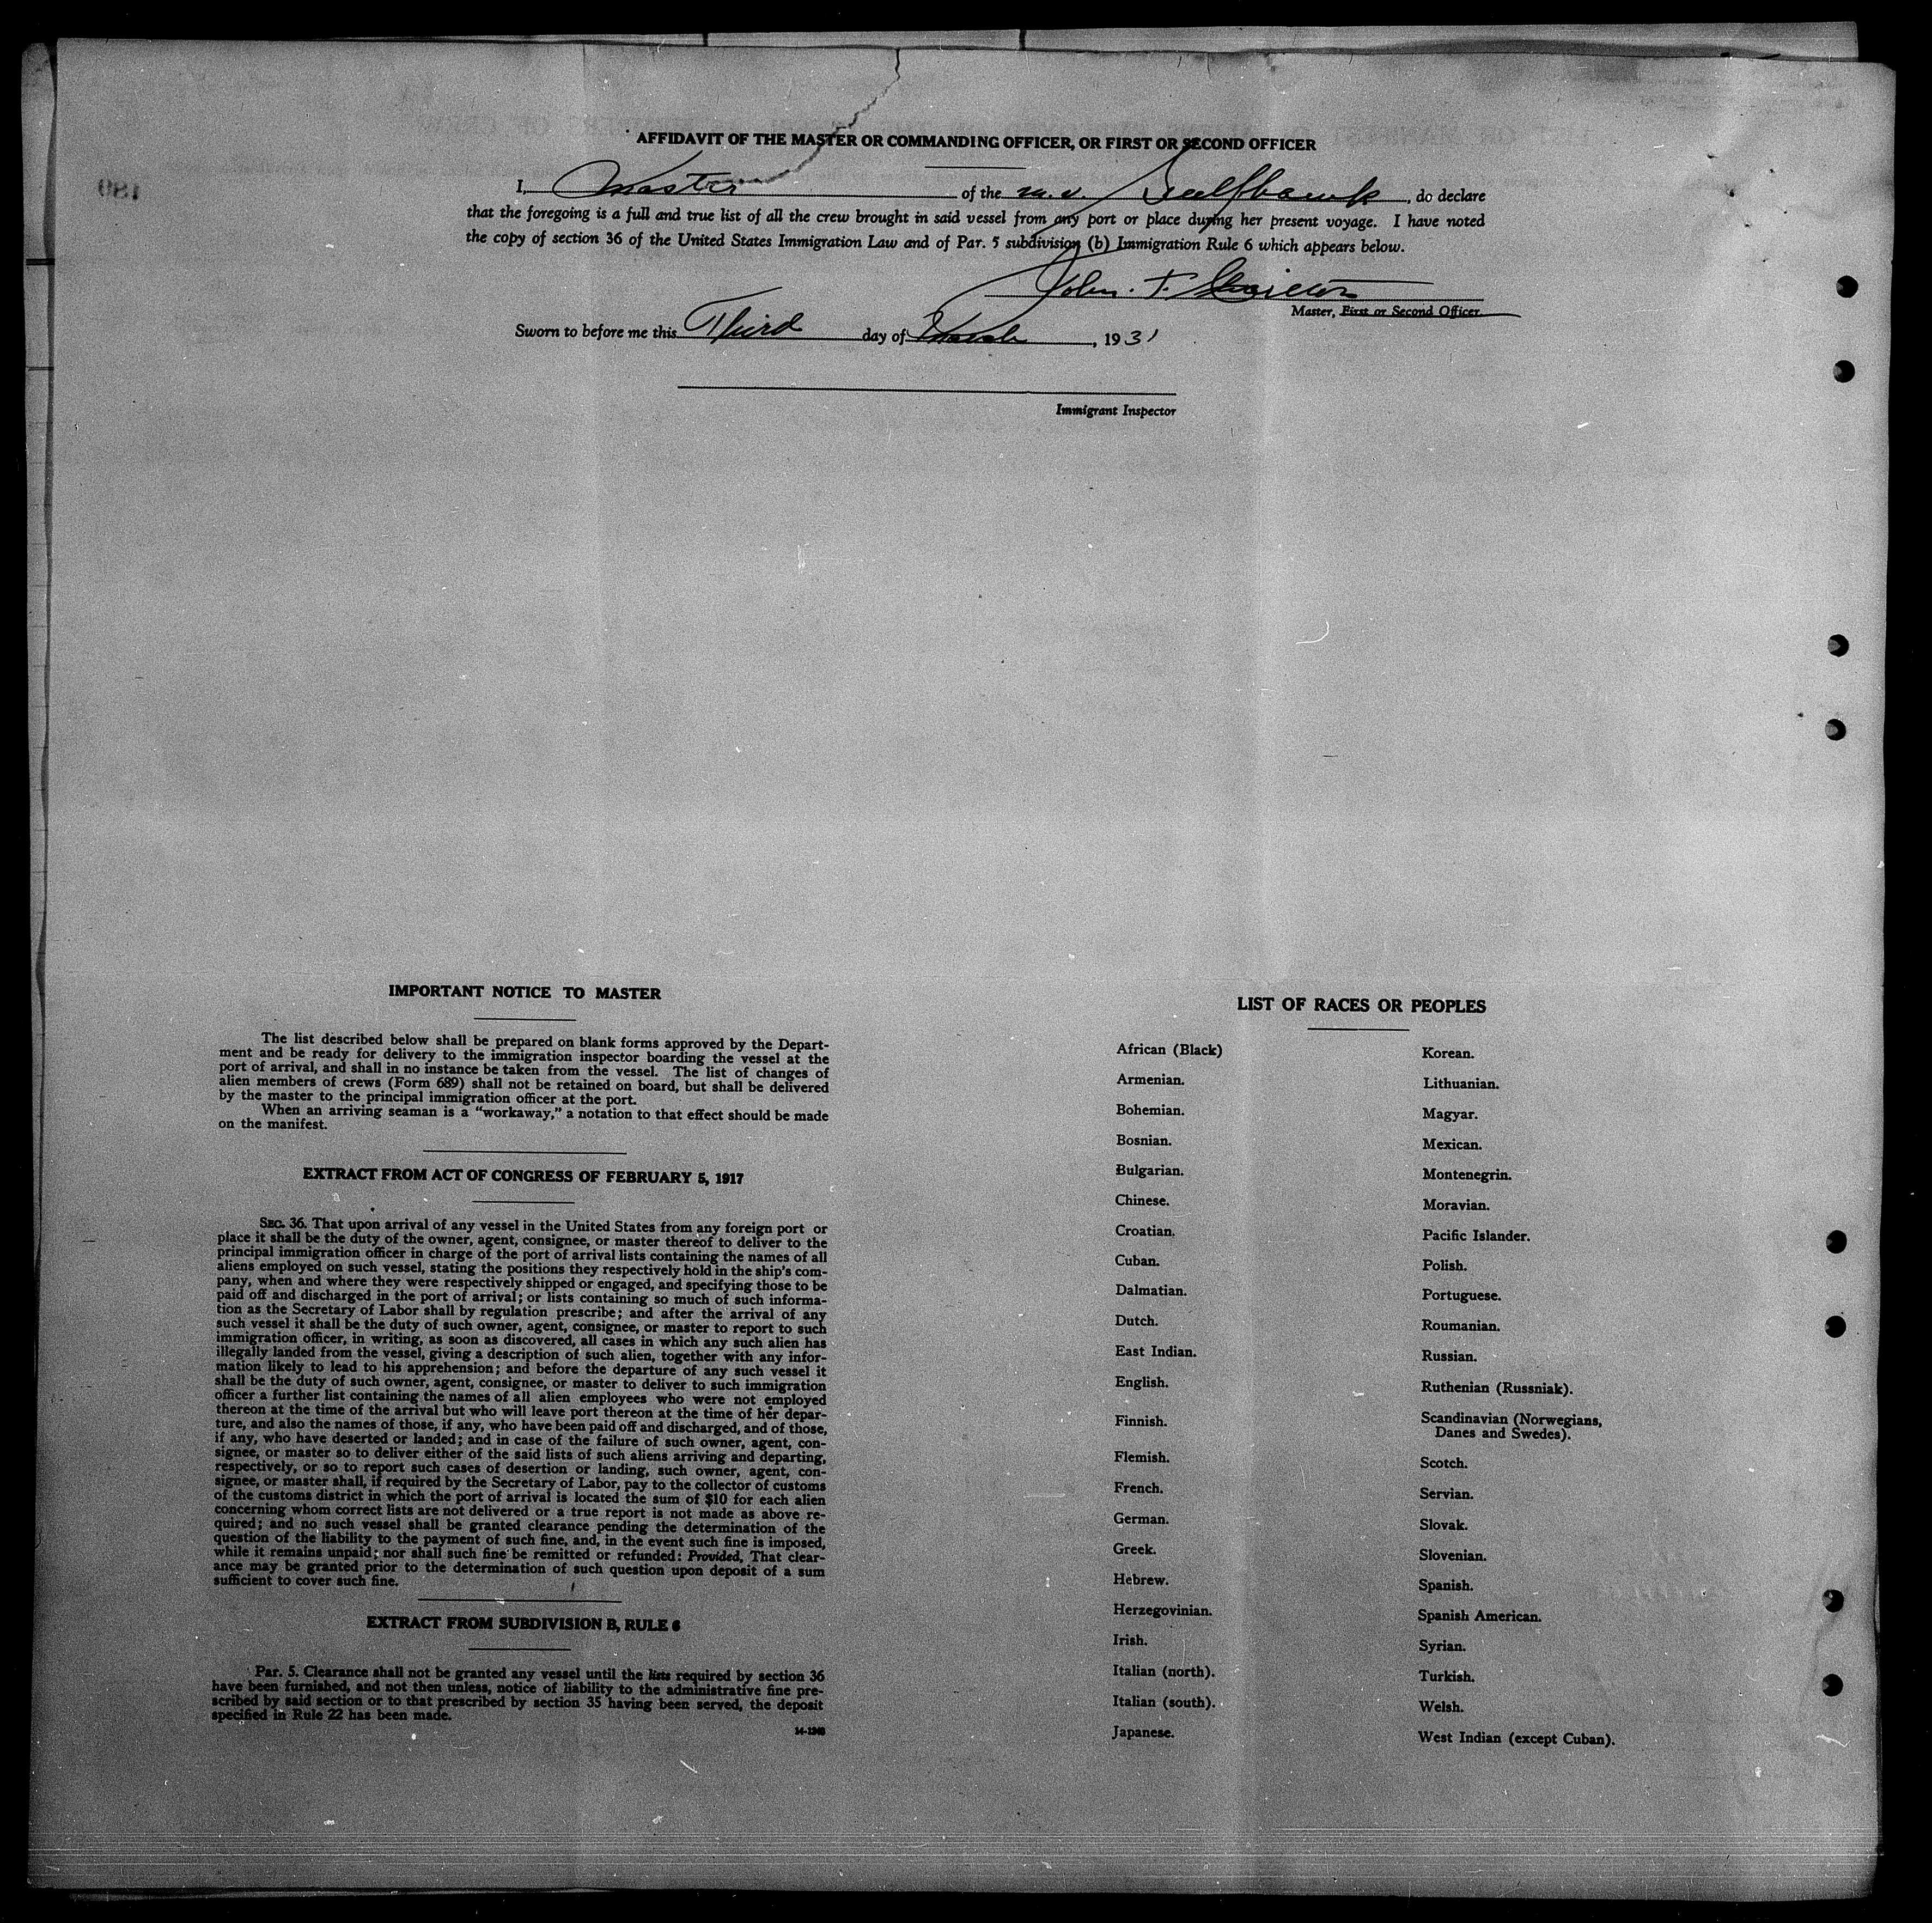 AFFIDAVIT OF THE MASTER OR COMMANDING OFFICER, OR FIRST OR SECOND OFFICER
I, Master of the m.v. , do declare
that the foregoing is a full and true list of all the crew brought in said vessel from any port or place during her present voyage. I have noted
the copy of section 36 of the United States Immigration Law and of Par. 5 subdivision (b) Immigration Rule 6 which appears below.
John. T.
Master, First or Second Officer.
Sworn to before me this Third day of March, 1931
Immigrant Inspector
IMPORTANT NOTICE TO MASTER
The list described below shall be prepared on blank forms approved by the Depart-
ment and be ready for delivery to the immigration inspector boarding the vessel at the
port of arrival, and shall in no instance be taken from the vessel. The list of changes of
alien members of crews (Form 689) shall not be retained on board, but shall be delivered
by the master to the principal immigration officer at the port.
When an arriving seaman is a "workaway," a notation to that effect should be made
on the manifest.
EXTRACT FROM ACT OF CONGRESS OF FEBRUARY 5, 1917
SEC. 36. That upon arrival of any vessel in the United States from any foreign port or
place it shall be the duty of the owner, agent, consignee, or master thereof to deliver to the
principal immigration officer in charge of the port of arrival lists containing the names of all
aliens employed on such vessel, stating the positions they respectively hold in the ship's com-
pany, when and where they were respectively shipped or engaged, and specifying those to be
paid off and discharged in the port of arrival; or lists containing so much of such informa-
tion as the Secretary of Labor shall by regulation prescribe; and after the arrival of any
such vessel it shall be the duty of such owner, agent, consignee, or master to report to such
immigration officer, in writing, as soon as discovered, all cases in which any such alien has
illegally landed from the vessel, giving a description of such alien, together with any infor-
mation likely to lead to his apprehension; and before the departure of any such vessel it
shall be the duty of such owner, agent, consignee, or master to deliver to such immigration
officer a further list containing the names of all alien employees who were not employed
thereon at the time of the arrival but who will leave port thereon at the time of her depar-
ture, and also the names of those, if any, who have been paid off and discharged, and of those,
if any, who have deserted or landed; and in case of the failure of such owner, agent, con-
signee, or master so to deliver either of the said lists of such aliens arriving and departing,
respectively, or so to report such cases of desertion or landing, such owner, agent, con-
signee, or master shall, if required by the Secretary of Labor, pay to the collector of customs
of the customs district in which the port of arrival is located the sum of $10 for each alien
concerning whom correct lists are not delivered or a true report is not made as above re-
quired; and no such vessel shall be granted clearance pending the determination of the
question of the liability to the payment of such fine, and, in the event such fine is imposed,
while it remains unpaid; nor shall such fine be remitted or refunded: Provided, That clear-
ance may be granted prior to the determination of such question upon deposit of a sum
sufficient to cover such fine.
EXTRACT FROM SUBDIVISION B, RULE 6
Par. 5. Clearance shall not be granted any vessel until the lists required by section 36
have been furnished, and not then unless, notice of liability to the administrative fine pre-
scribed by said section or to that prescribed by section 35 having been served, the deposit
specified in Rule 22 has been made.
LIST OF RACES OR PEOPLES
African (Black)
Armenian.
Bohemian.
Bosnian.
Bulgarian.
Chinese.
Croatian.
Cuban.
Dalmatian.
Dutch.
East Indian.
English.
Finnish.
Flemish.
French.
German.
Greek.
Hebrew.
Herzegovinian.
Irish.
Italian (north).
Italian (south).
Japanese.
Korean.
Lithuanian.
Magyar.
Mexican.
Montenegrin.
Moravian.
Pacific Islander.
Polish.
Portuguese.
Roumanian.
Russian.
Ruthenian (Russniak).
Scandinavian (Norwegians,
Danes and Swedes).
Scotch.
Servian.
Slovak.
Slovenian.
Spanish.
Spanish American.
Syrian.
Turkish.
Welsh.
West Indian (except Cuban).